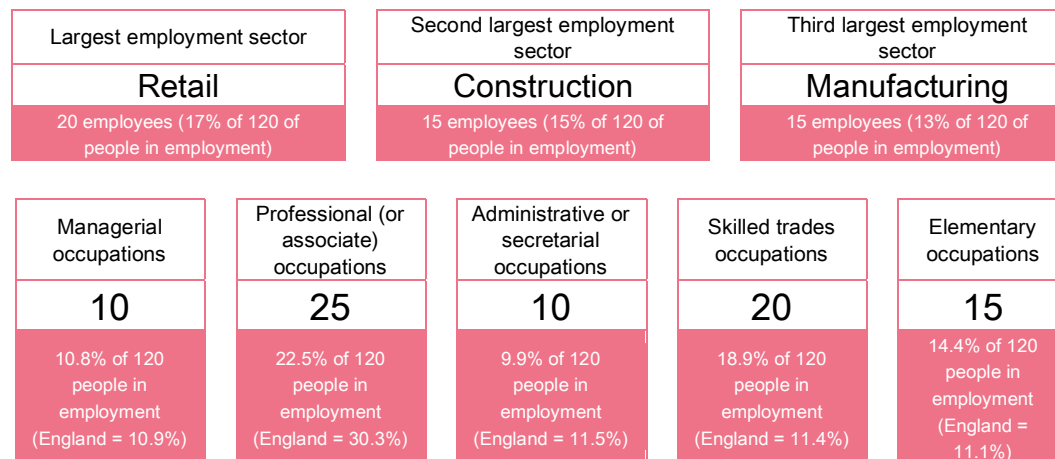 Largest employment sector
Retail
20 employees (17% of 120 of
people in employment)
Second largest employment
sector
Construction
15 employees (15% of 120 of
people in employment)
Third largest employment
sector
Manufacturing
15 employees (13% of 120 of
people in employment)
Managerial
occupations
10
10.8% of 120
people in
employment
(England = 10.9%)
Professional (or
associate)
occupations
25
22.5% of 120
people in
employment
(England = 30.3%)
Administrative or
secretarial
occupations
10
9.9% of 120
people in
employment
(England = 11.5%)
Skilled trades
occupations
20
18.9% of 120
people in
employment
(England = 11.4%)
Elementary
occupations
15
14.4% of 120
people in
employment
(England =
11.1%)